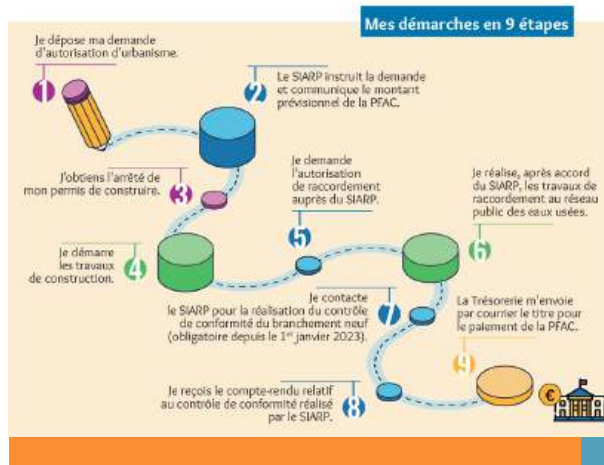 Mes démarches en 9 étapes
Je dépose ma demande
d'autorisation d'urbanisme.
1
2
Le SIARP instruit la demande
et communique le montant
prévisionnel de la PFAC.
J'obtiens l'arrêté de
mon permis de construire.
3
Je démarre
les travaux
de construction.
4
Je demande
l'autorisation
de raccordement
auprès du SIARP.
5
Je réalise, après accord
du SIARP, les travaux de
raccordement au réseau
public des eaux usées.
6
Je contacte
le SIARP pour la réalisation du contrôle
de conformité du branchement neuf
(obligatoire depuis le 1er janvier 2023).
7
Je reçois le compte-rendu relatif
au contrôle de conformité réalisé
par le SIARP.
8
La Trésorerie m'envoie
par courrier le titre pour
le paiement de la PFAC.
9
€